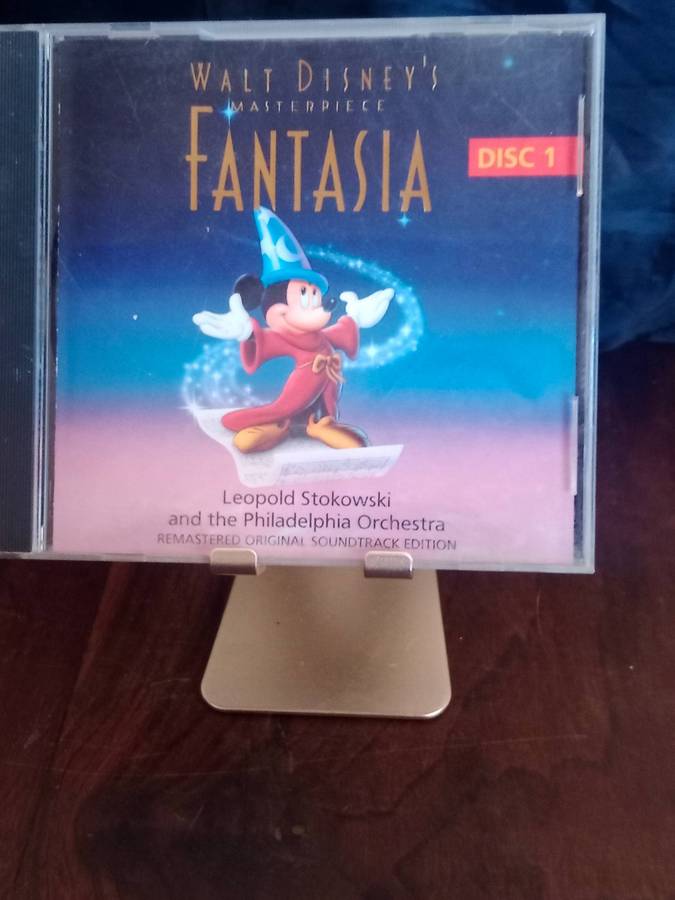 WALT DISNEY'S
MASTERPIECE
FANTASIA
DISC 1
Leopold Stokowski
and the Philadelphia Orchestra
REMASTERED ORIGINAL SOUNDTRACK EDITION